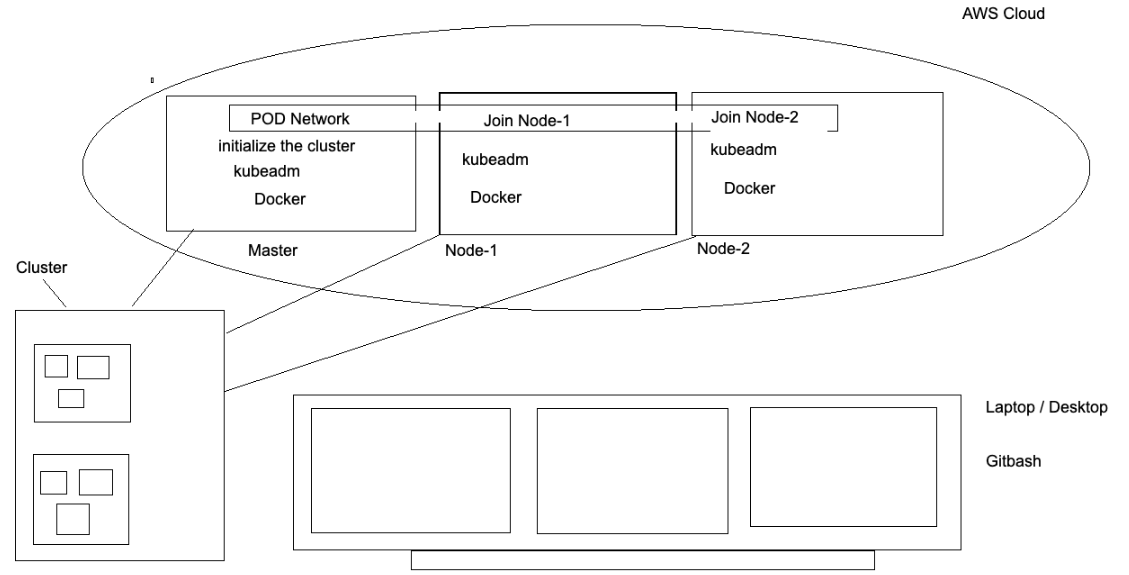 AWS Cloud
POD Network
initialize the cluster
kubeadm
Docker
Master
Join Node-1
kubeadm
Docker
Node-1
Join Node-2
kubeadm
Docker
Node-2
Cluster
Laptop / Desktop
Gitbash